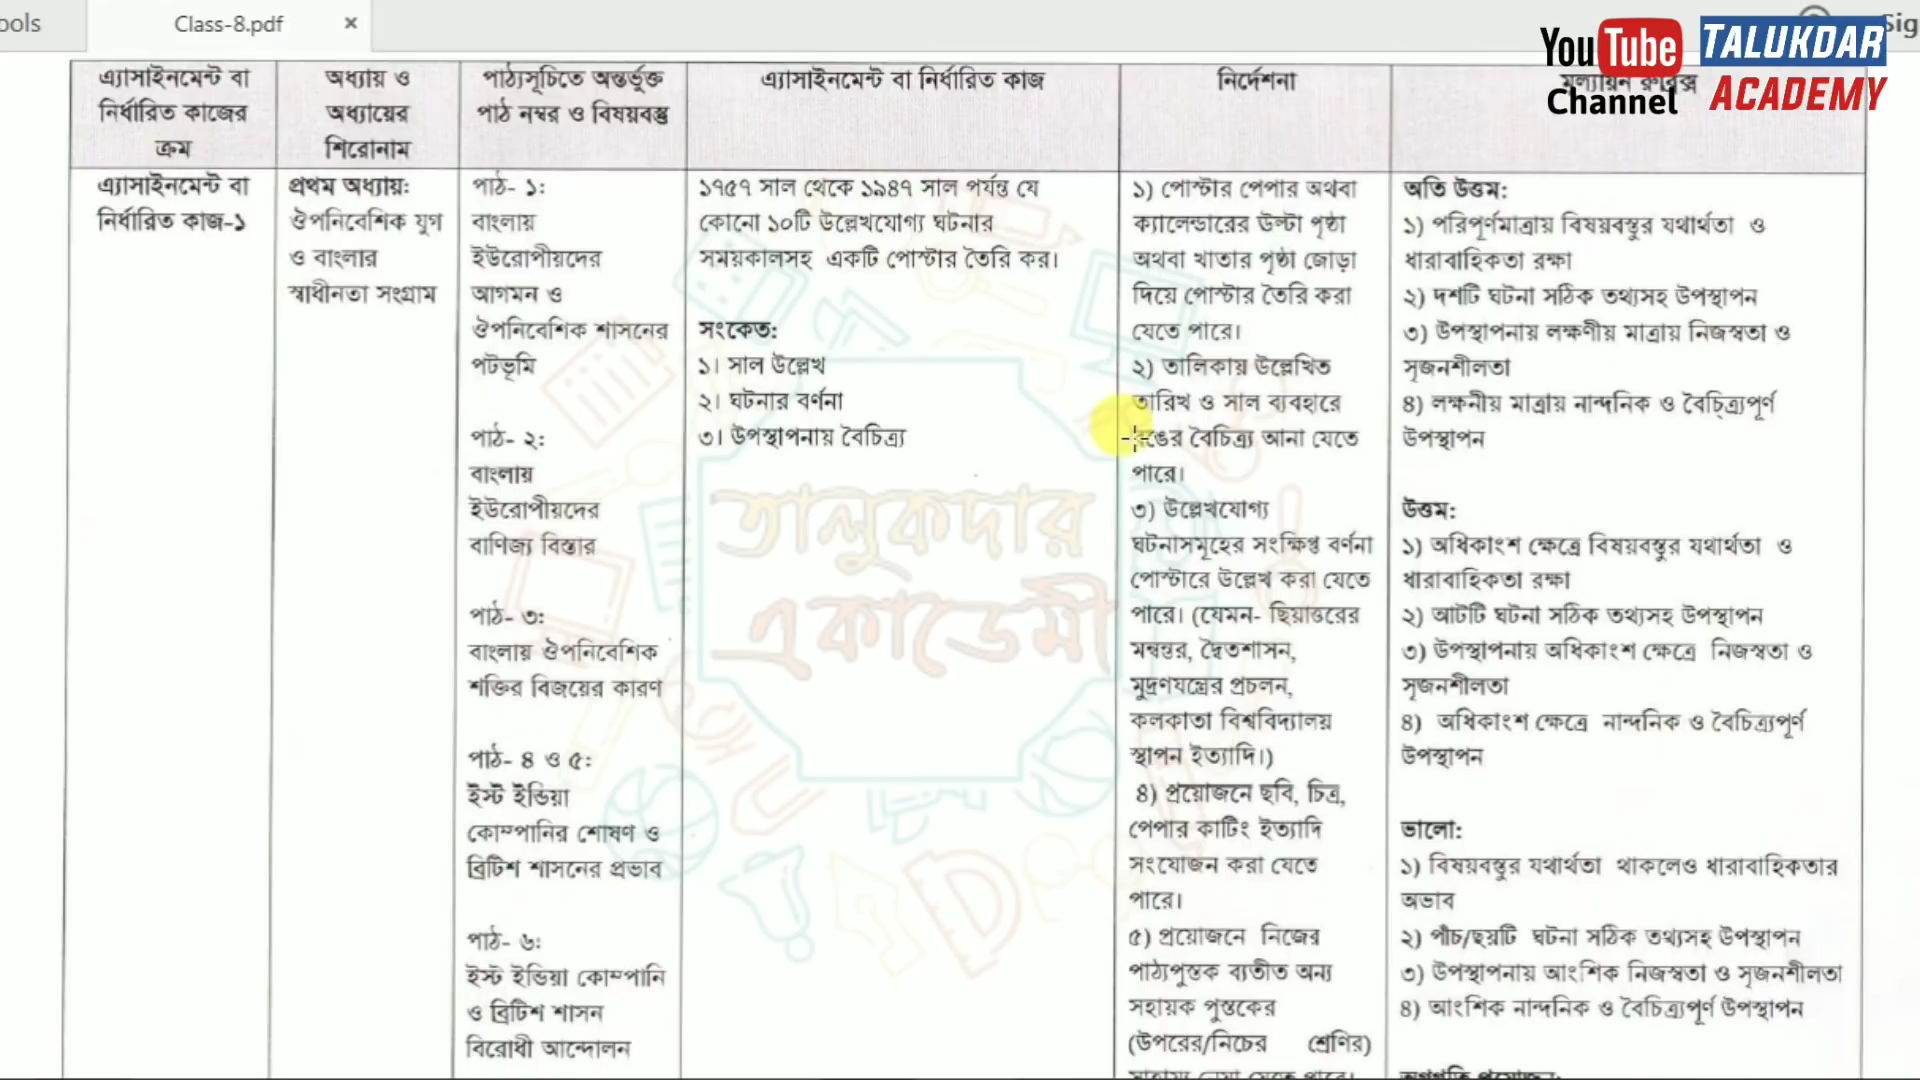 ools
Class-8.pdf
Sig
YouTube
Channel
TALUKDAR
ACADEMY
এ্যাসাইনমেন্ট বা
নির্ধারিত কাজের
ক্রম
অধ্যায় ও
অধ্যায়ের
শিরোনাম
পাঠ্যসূচিতে অন্তর্ভুক্ত
পাঠ নম্বর ও বিষয়বস্তু
এ্যাসাইনমেন্ট বা নির্ধারিত কাজ
নির্দেশনা
মূল্যায়ন রুব্রিক্স
এ্যাসাইনমেন্ট বা
নির্ধারিত কাজ-১
প্রথম অধ্যায়:
ঔপনিবেশিক যুগ
ও বাংলার
স্বাধীনতা সংগ্রাম
পাঠ- ১:
বাংলায়
ইউরোপীয়দের
আগমন ও
ঔপনিবেশিক শাসনের
পটভূমি
পাঠ- ২:
বাংলায়
ইউরোপীয়দের
বাণিজ্য বিস্তার
পাঠ- ৩:
বাংলায় ঔপনিবেশিক
শক্তির বিজয়ের কারণ
পাঠ- ৪ ও ৫:
ইস্ট ইন্ডিয়া
কোম্পানির শোষণ ও
ব্রিটিশ শাসনের প্রভাব
পাঠ- ৬:
ইস্ট ইন্ডিয়া কোম্পানি
ও ব্রিটিশ শাসন
বিরোধী আন্দোলন
১৭৫৭ সাল থেকে ১৯৪৭ সাল পর্যন্ত যে
কোনো ১০টি উল্লেখযোগ্য ঘটনার
সময়কালসহ একটি পোস্টার তৈরি কর।
সংকেত:
১। সাল উল্লেখ
২। ঘটনার বর্ণনা
৩। উপস্থাপনায় বৈচিত্র্য
তালুকদার
একাডেমী
১) পোস্টার পেপার অথবা
ক্যালেন্ডারের উল্টা পৃষ্ঠা
অথবা খাতার পৃষ্ঠা জোড়া
দিয়ে পোস্টার তৈরি করা
যেতে পারে।
২) তালিকায় উল্লেখিত
তারিখ ও সাল ব্যবহারে
রঙের বৈচিত্র্য আনা যেতে
পারে।
৩) উল্লেখযোগ্য
ঘটনাসমূহের সংক্ষিপ্ত বর্ণনা
পোস্টারে উল্লেখ করা যেতে
পারে। (যেমন- ছিয়াত্তরের
মন্বন্তর, দ্বৈতশাসন,
মুদ্রণযন্ত্রের প্রচলন,
কলকাতা বিশ্ববিদ্যালয়
স্থাপন ইত্যাদি।)
৪) প্রয়োজনে ছবি, চিত্র,
পেপার কাটিং ইত্যাদি
সংযোজন করা যেতে
পারে।
৫) প্রয়োজনে নিজের
পাঠ্যপুস্তক ব্যতীত অন্য
সহায়ক পুস্তকের
(উপরের/নিচের শ্রেণির)
সাহায্য নেয়া যেতে পারে।
অতি উত্তম:
১) পরিপূর্ণমাত্রায় বিষয়বস্তুর যথার্থতা ও
ধারাবাহিকতা রক্ষা
২) দশটি ঘটনা সঠিক তথ্যসহ উপস্থাপন
৩) উপস্থাপনায় লক্ষণীয় মাত্রায় নিজস্বতা ও
সৃজনশীলতা
৪) লক্ষনীয় মাত্রায় নান্দনিক ও বৈচিত্র্যপূর্ণ
উপস্থাপন
উত্তম:
১) অধিকাংশ ক্ষেত্রে বিষয়বস্তুর যথার্থতা ও
ধারাবাহিকতা রক্ষা
২) আটটি ঘটনা সঠিক তথ্যসহ উপস্থাপন
৩) উপস্থাপনায় অধিকাংশ ক্ষেত্রে নিজস্বতা ও
সৃজনশীলতা
৪) অধিকাংশ ক্ষেত্রে নান্দনিক ও বৈচিত্র্যপূর্ণ
উপস্থাপন
ভালো:
১) বিষয়বস্তুর যথার্থতা থাকলেও ধারাবাহিকতার
অভাব
২) পাঁচ/ছয়টি ঘটনা সঠিক তথ্যসহ উপস্থাপন
৩) উপস্থাপনায় আংশিক নিজস্বতা ও সৃজনশীলতা
৪) আংশিক নান্দনিক ও বৈচিত্র্যপূর্ণ উপস্থাপন
অগ্রগতি প্রয়োজন: